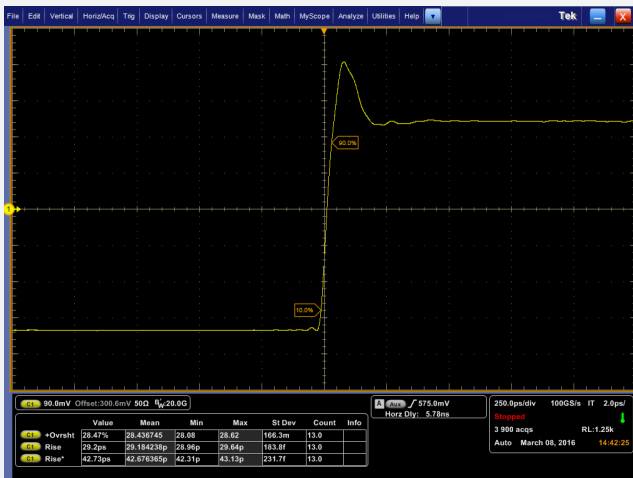 File Edit Vertical Horiz/Acq Trig Display Cursors Measure Mask Math MyScope Analyze Utilities Help Tek X
90.0%
1
10.0%
C1 90.0mV Offset:300.6mV 50Ω BW:20.0G
A Aux 575.0mV
Horz Dly: 5.78ns
250.0ps/div 100GS/s IT 2.0ps/
Stopped
3 900 acqs RL:1.25k
Auto March 08, 2016 14:42:25
Value Mean Min Max St Dev Count Info
C1 +Ovrsht 28.47% 28.436745 28.08 28.62 166.3m 13.0
C1 Rise 29.2ps 29.184238p 28.96p 29.64p 183.8f 13.0
C1 Rise* 42.73ps 42.676365p 42.31p 43.13p 231.7f 13.0